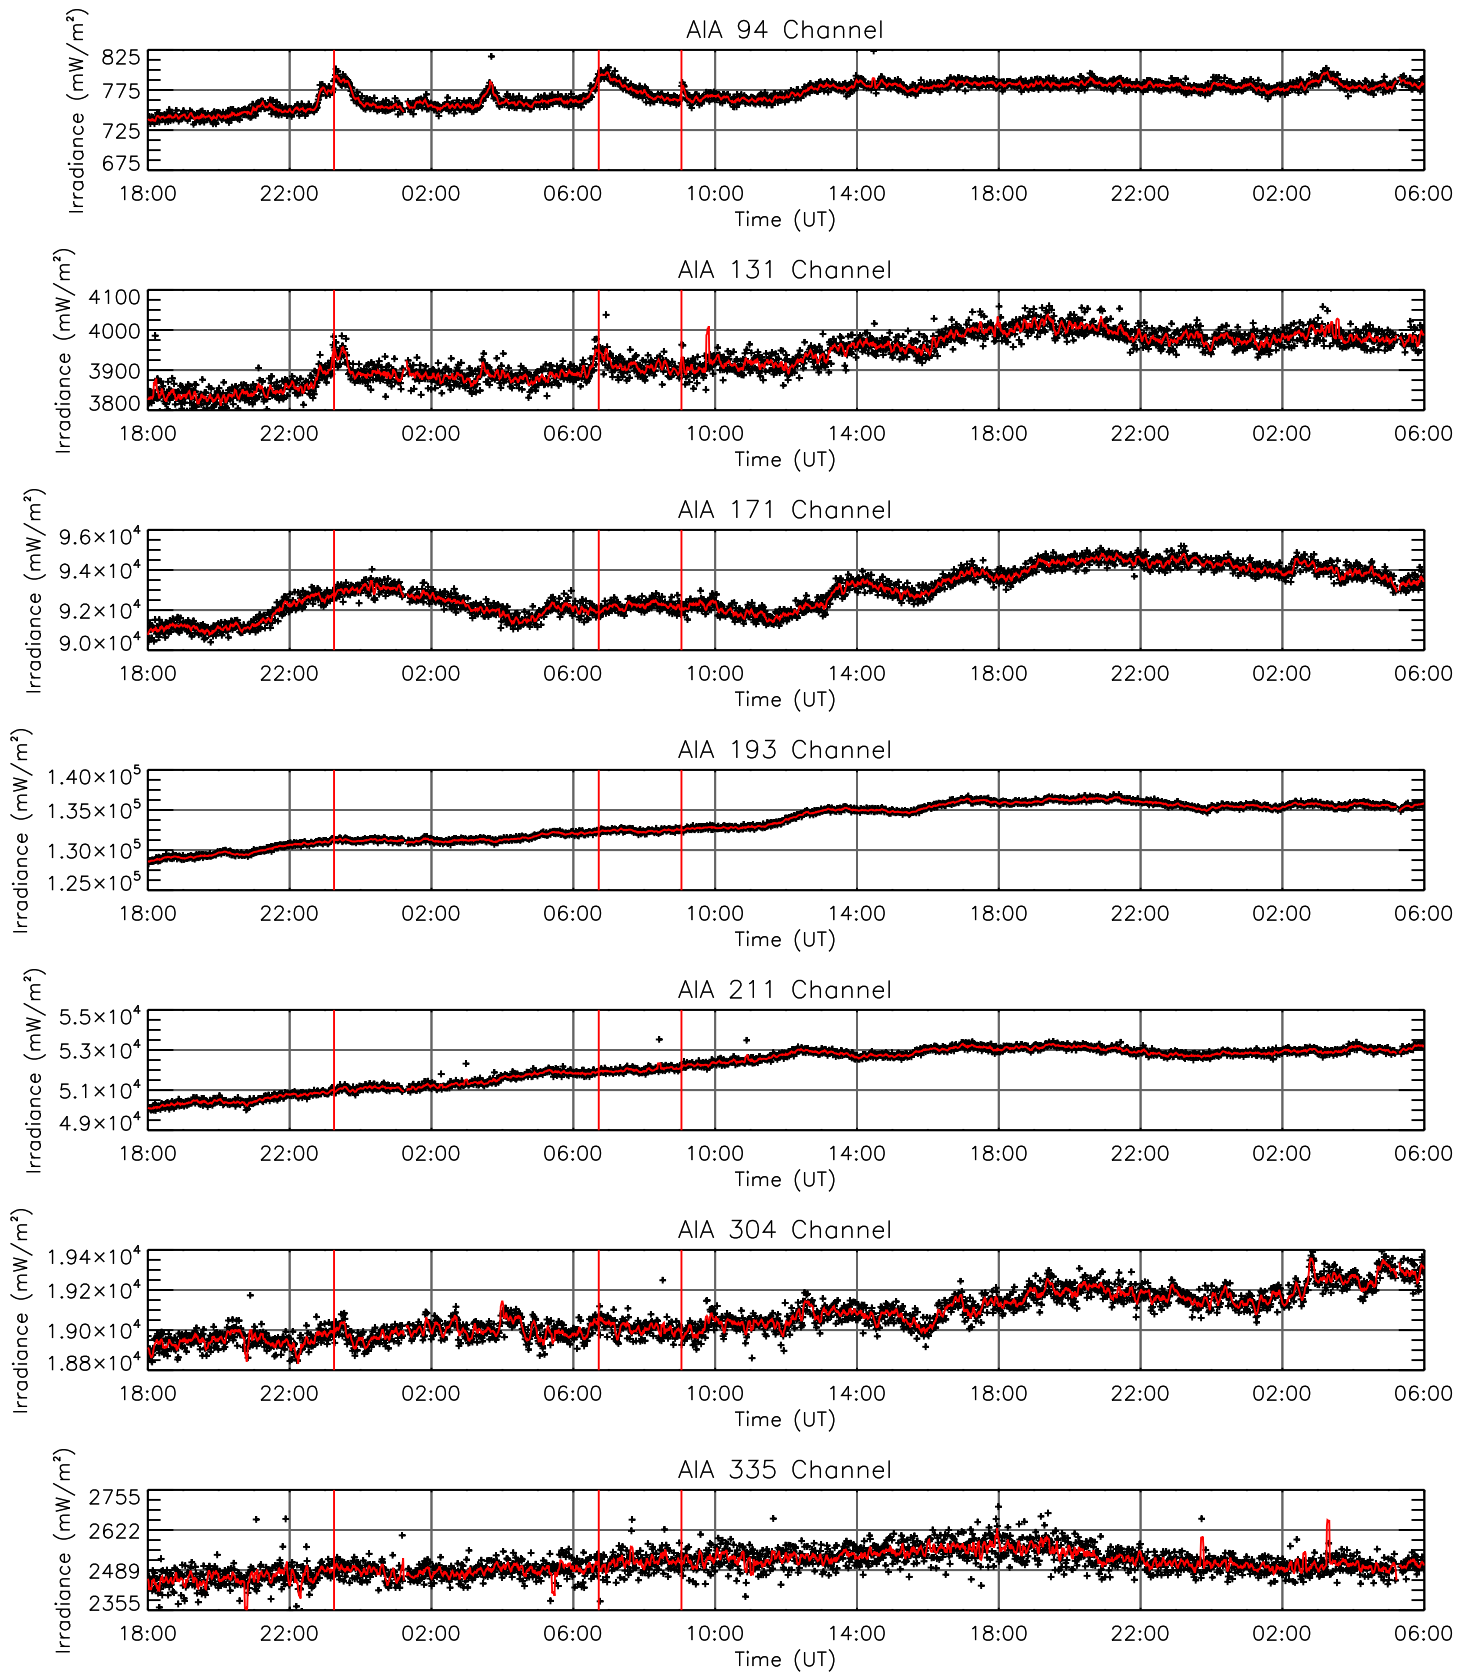 AIA 94 Channel
Irradiance (mW/m²)
825
775
725
675
18:00 22:00 02:00 06:00 10:00 14:00 18:00 22:00 02:00 06:00
Time (UT)
AIA 131 Channel
Irradiance (mW/m²)
4100
4000
3900
3800
18:00 22:00 02:00 06:00 10:00 14:00 18:00 22:00 02:00 06:00
Time (UT)
AIA 171 Channel
Irradiance (mW/m²)
9.6×10⁴
9.4×10⁴
9.2×10⁴
9.0×10⁴
18:00 22:00 02:00 06:00 10:00 14:00 18:00 22:00 02:00 06:00
Time (UT)
AIA 193 Channel
Irradiance (mW/m²)
1.40×10⁵
1.35×10⁵
1.30×10⁵
1.25×10⁵
18:00 22:00 02:00 06:00 10:00 14:00 18:00 22:00 02:00 06:00
Time (UT)
AIA 211 Channel
Irradiance (mW/m²)
5.5×10⁴
5.3×10⁴
5.1×10⁴
4.9×10⁴
18:00 22:00 02:00 06:00 10:00 14:00 18:00 22:00 02:00 06:00
Time (UT)
AIA 304 Channel
Irradiance (mW/m²)
1.94×10⁴
1.92×10⁴
1.90×10⁴
1.88×10⁴
18:00 22:00 02:00 06:00 10:00 14:00 18:00 22:00 02:00 06:00
Time (UT)
AIA 335 Channel
Irradiance (mW/m²)
2755
2622
2489
2355
18:00 22:00 02:00 06:00 10:00 14:00 18:00 22:00 02:00 06:00
Time (UT)